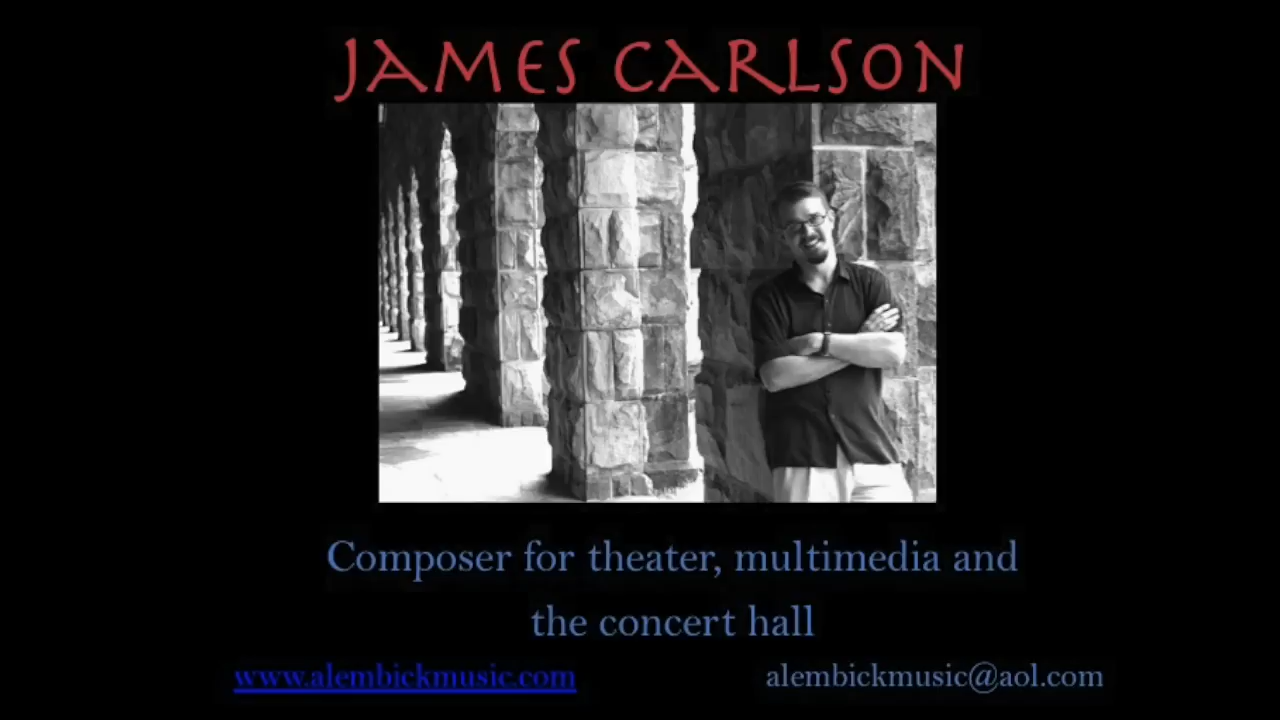 JAMES CARLSON
Composer for theater, multimedia and
the concert hall
www.alembickmusic.com
alembickmusic@aol.com